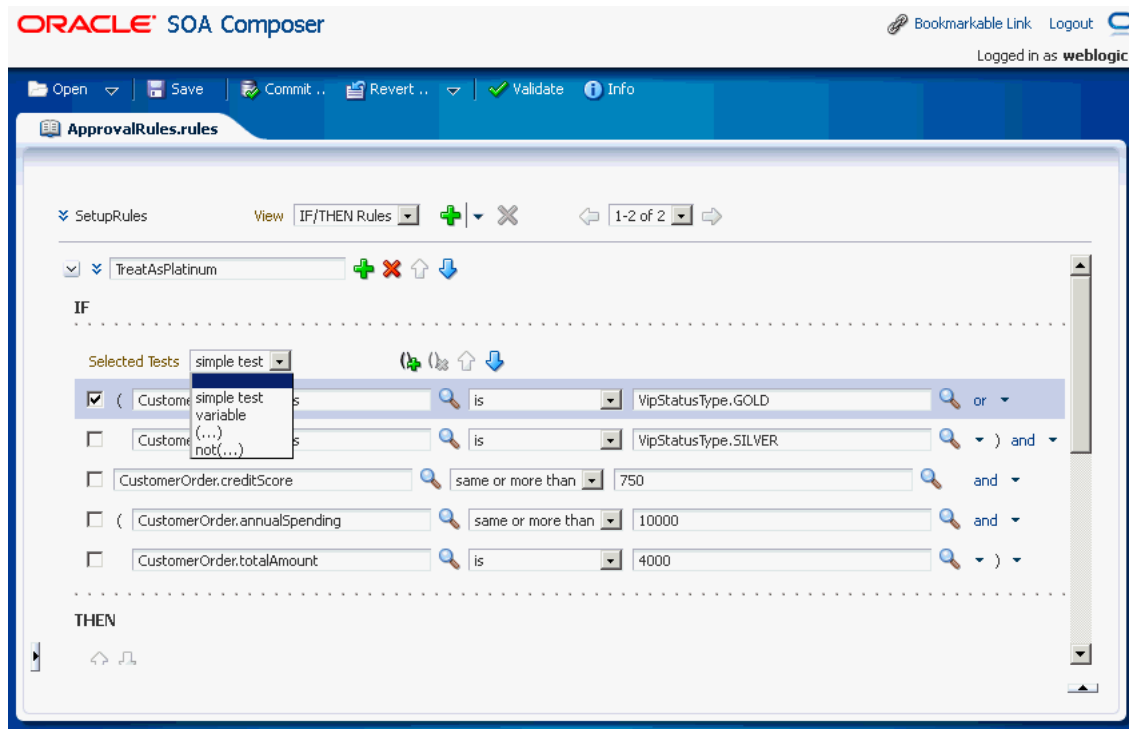 ORACLE SOA Composer
Bookmarkable Link Logout
Logged in as weblogic
Open Save Commit .. Revert .. Validate Info
ApprovalRules.rules
SetupRules View IF/THEN Rules 1-2 of 2
TreatAsPlatinum
IF
Selected Tests simple test
( is VipStatusType.GOLD or
simple test
variable
(...)
not(...)
is VipStatusType.SILVER ) and
CustomerOrder.creditScore same or more than 750 and
( CustomerOrder.annualSpending same or more than 10000 and
CustomerOrder.totalAmount is 4000 )
THEN